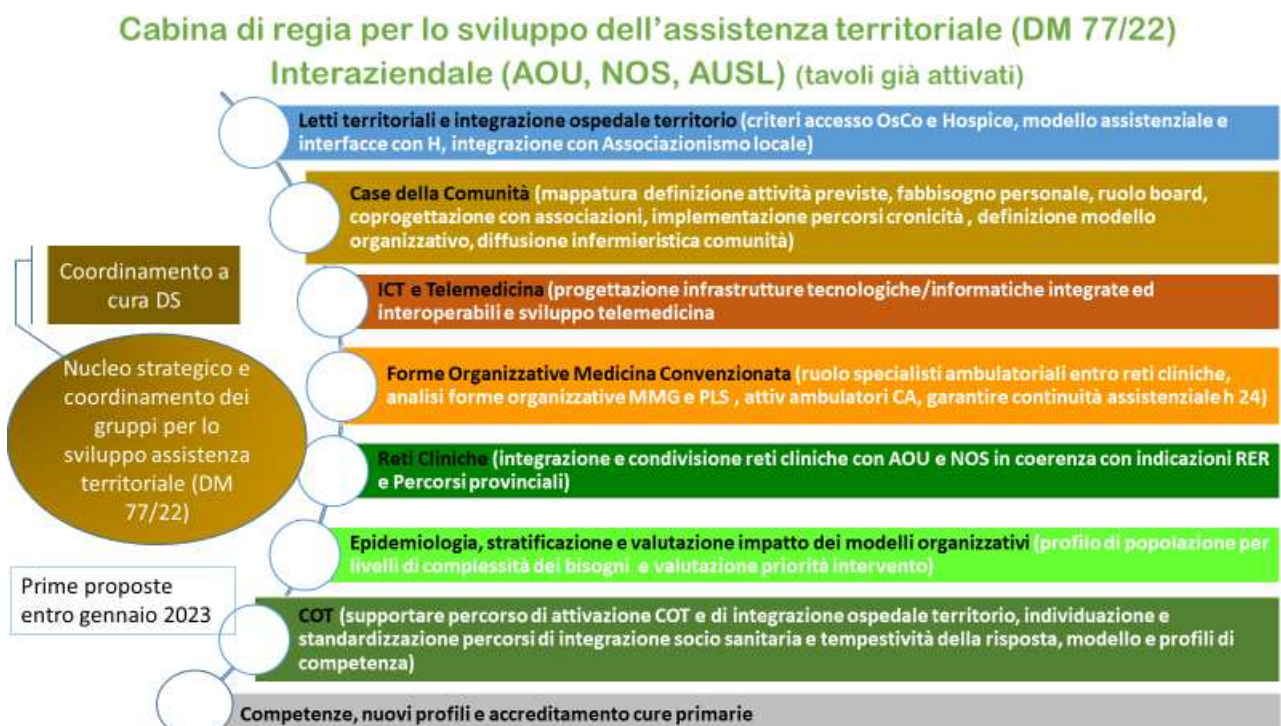 Cabina di regia per lo sviluppo dell'assistenza territoriale (DM 77/22)
Interaziendale (AOU, NOS, AUSL) (tavoli già attivati)
Letti territoriali e integrazione ospedale territorio (criteri accesso OsCo e Hospice, modello assistenziale e
interfacce con H, integrazione con Associazionismo locale)
Case della Comunità (mappatura definizione attività previste, fabbisogno personale, ruolo board,
coprogettazione con associazioni, implementazione percorsi cronicità , definizione modello
organizzativo, diffusione infermieristica comunità)
Coordinamento a
cura DS
ICT e Telemedicina (progettazione infrastrutture tecnologiche/informatiche integrate ed
interoperabili e sviluppo telemedicina
Nucleo strategico e
coordinamento dei
gruppi per lo
sviluppo assistenza
territoriale (DM
77/22)
Forme Organizzative Medicina Convenzionata (ruolo specialisti ambulatoriali entro reti cliniche,
analisi forme organizzative MMG e PLS , attiv ambulatori CA, garantire continuità assistenziale h 24)
Reti Cliniche (integrazione e condivisione reti cliniche con AOU e NOS in coerenza con indicazioni RER
e Percorsi provinciali)
Epidemiologia, stratificazione e valutazione impatto dei modelli organizzativi (profilo di popolazione per
livelli di complessità dei bisogni e valutazione priorità intervento)
Prime proposte
entro gennaio 2023
COT (supportare percorso di attivazione COT e di integrazione ospedale territorio, individuazione e
standardizzazione percorsi di integrazione socio sanitaria e tempestività della risposta, modello e profili di
competenza)
Competenze, nuovi profili e accreditamento cure primarie